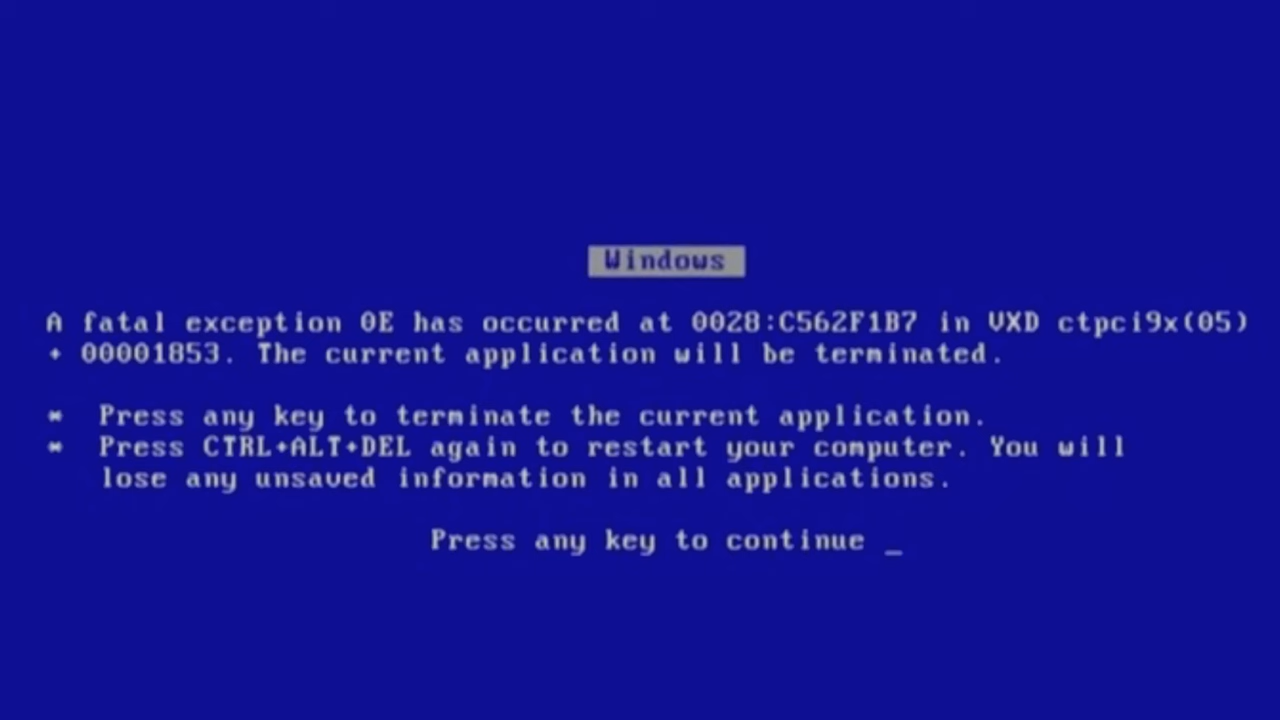 Windows
A fatal exception 0E has occurred at 0028:C562F1B7 in VXD ctpci9x(05)
+ 00001853. The current application will be terminated.
* Press any key to terminate the current application.
* Press CTRL+ALT+DEL again to restart your computer. You will
lose any unsaved information in all applications.
Press any key to continue _